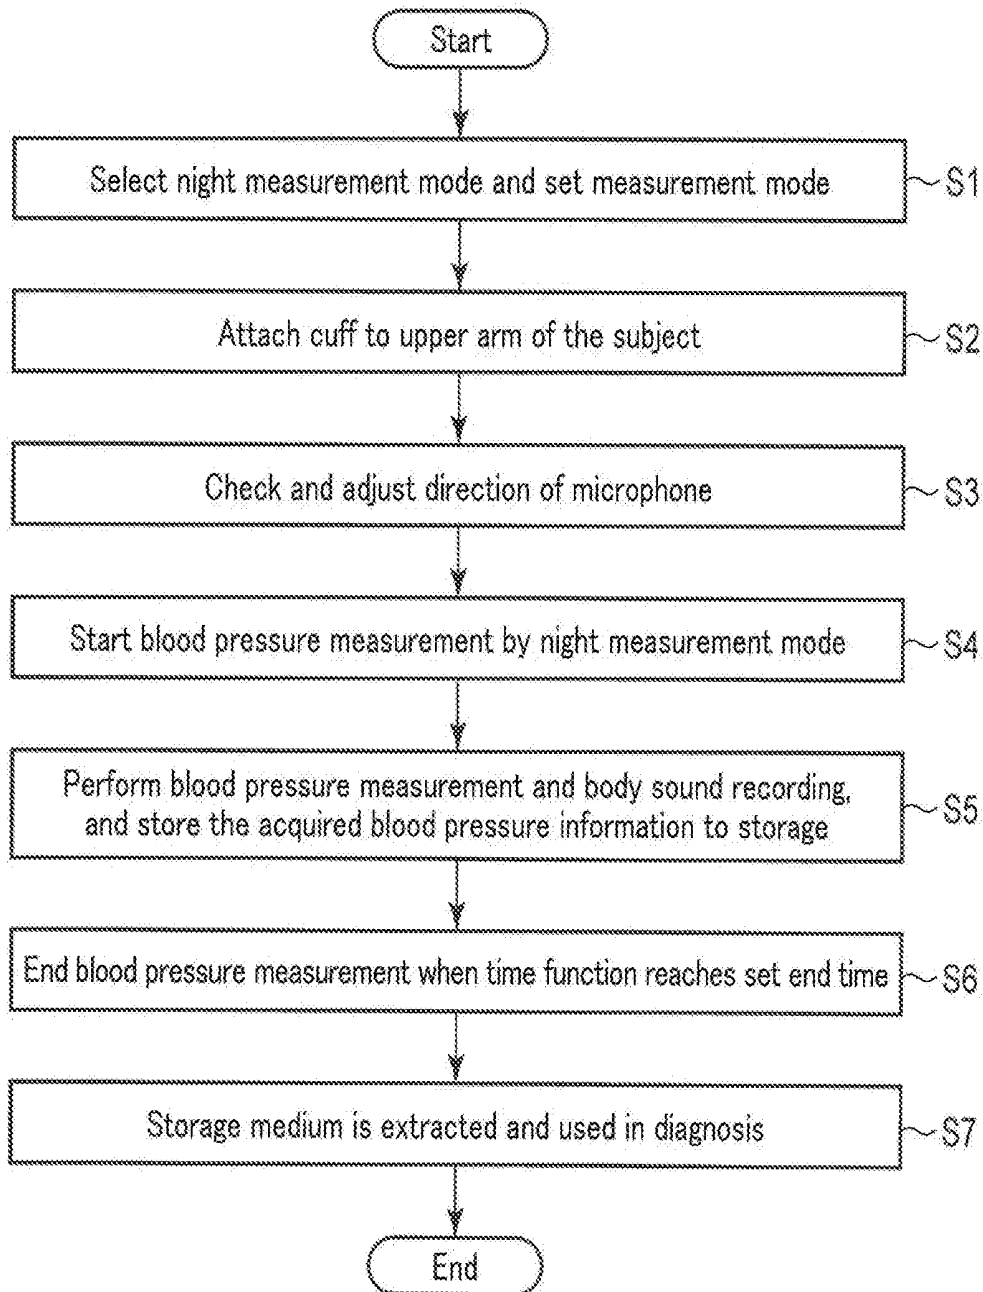 Start
Select night measurement mode and set measurement mode
S1
Attach cuff to upper arm of the subject
S2
Check and adjust direction of microphone
S3
Start blood pressure measurement by night measurement mode
S4
Perform blood pressure measurement and body sound recording,
and store the acquired blood pressure information to storage
S5
End blood pressure measurement when time function reaches set end time
S6
Storage medium is extracted and used in diagnosis
S7
End